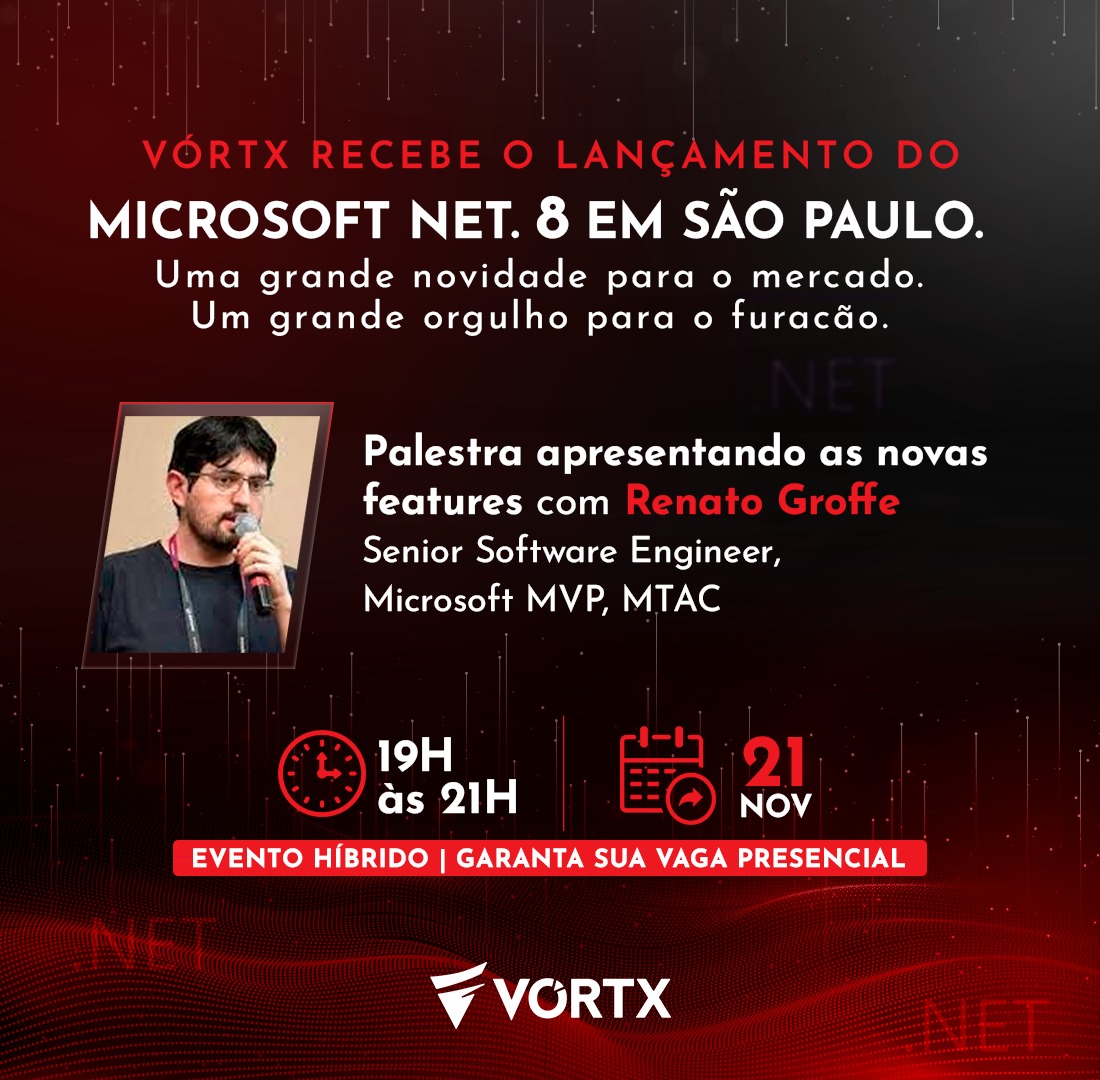 VÓRTX RECEBE O LANÇAMENTO DO
MICROSOFT NET. 8 EM SÃO PAULO.
Uma grande novidade para o mercado.
Um grande orgulho para o furacão.
.NET
Palestra apresentando as novas
features com Renato Groffe
Senior Software Engineer,
Microsoft MVP, MTAC
19H
às 21H
21
NOV
EVENTO HÍBRIDO | GARANTA SUA VAGA PRESENCIAL
.NET
VÓRTX
.NET